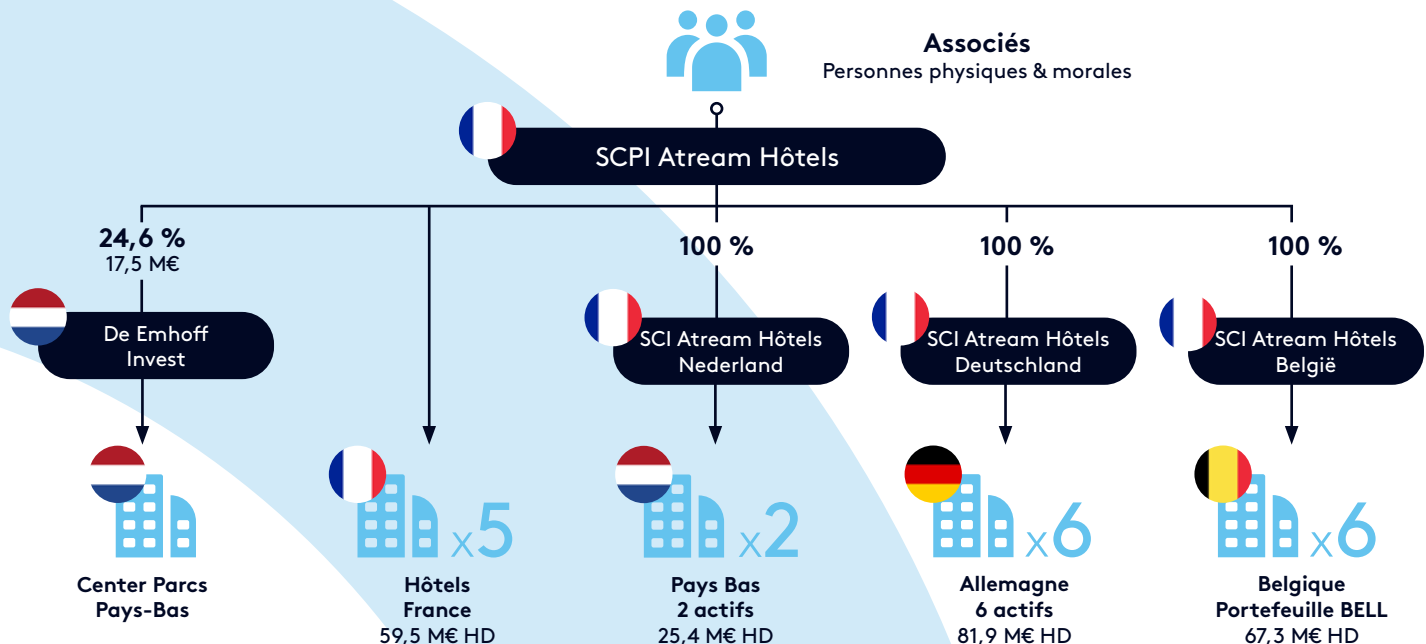 Associés
Personnes physiques & morales
SCPI Atream Hôtels
24,6 %
17,5 M€
100 %
100 %
100 %
De Emhoff
Invest
SCI Atream Hôtels
Nederland
SCI Atream Hôtels
Deutschland
SCI Atream Hôtels
België
x5
x2
x6
x6
Center Parcs
Pays-Bas
Hôtels
France
59,5 M€ HD
Pays Bas
2 actifs
25,4 M€ HD
Allemagne
6 actifs
81,9 M€ HD
Belgique
Portefeuille BELL
67,3 M€ HD